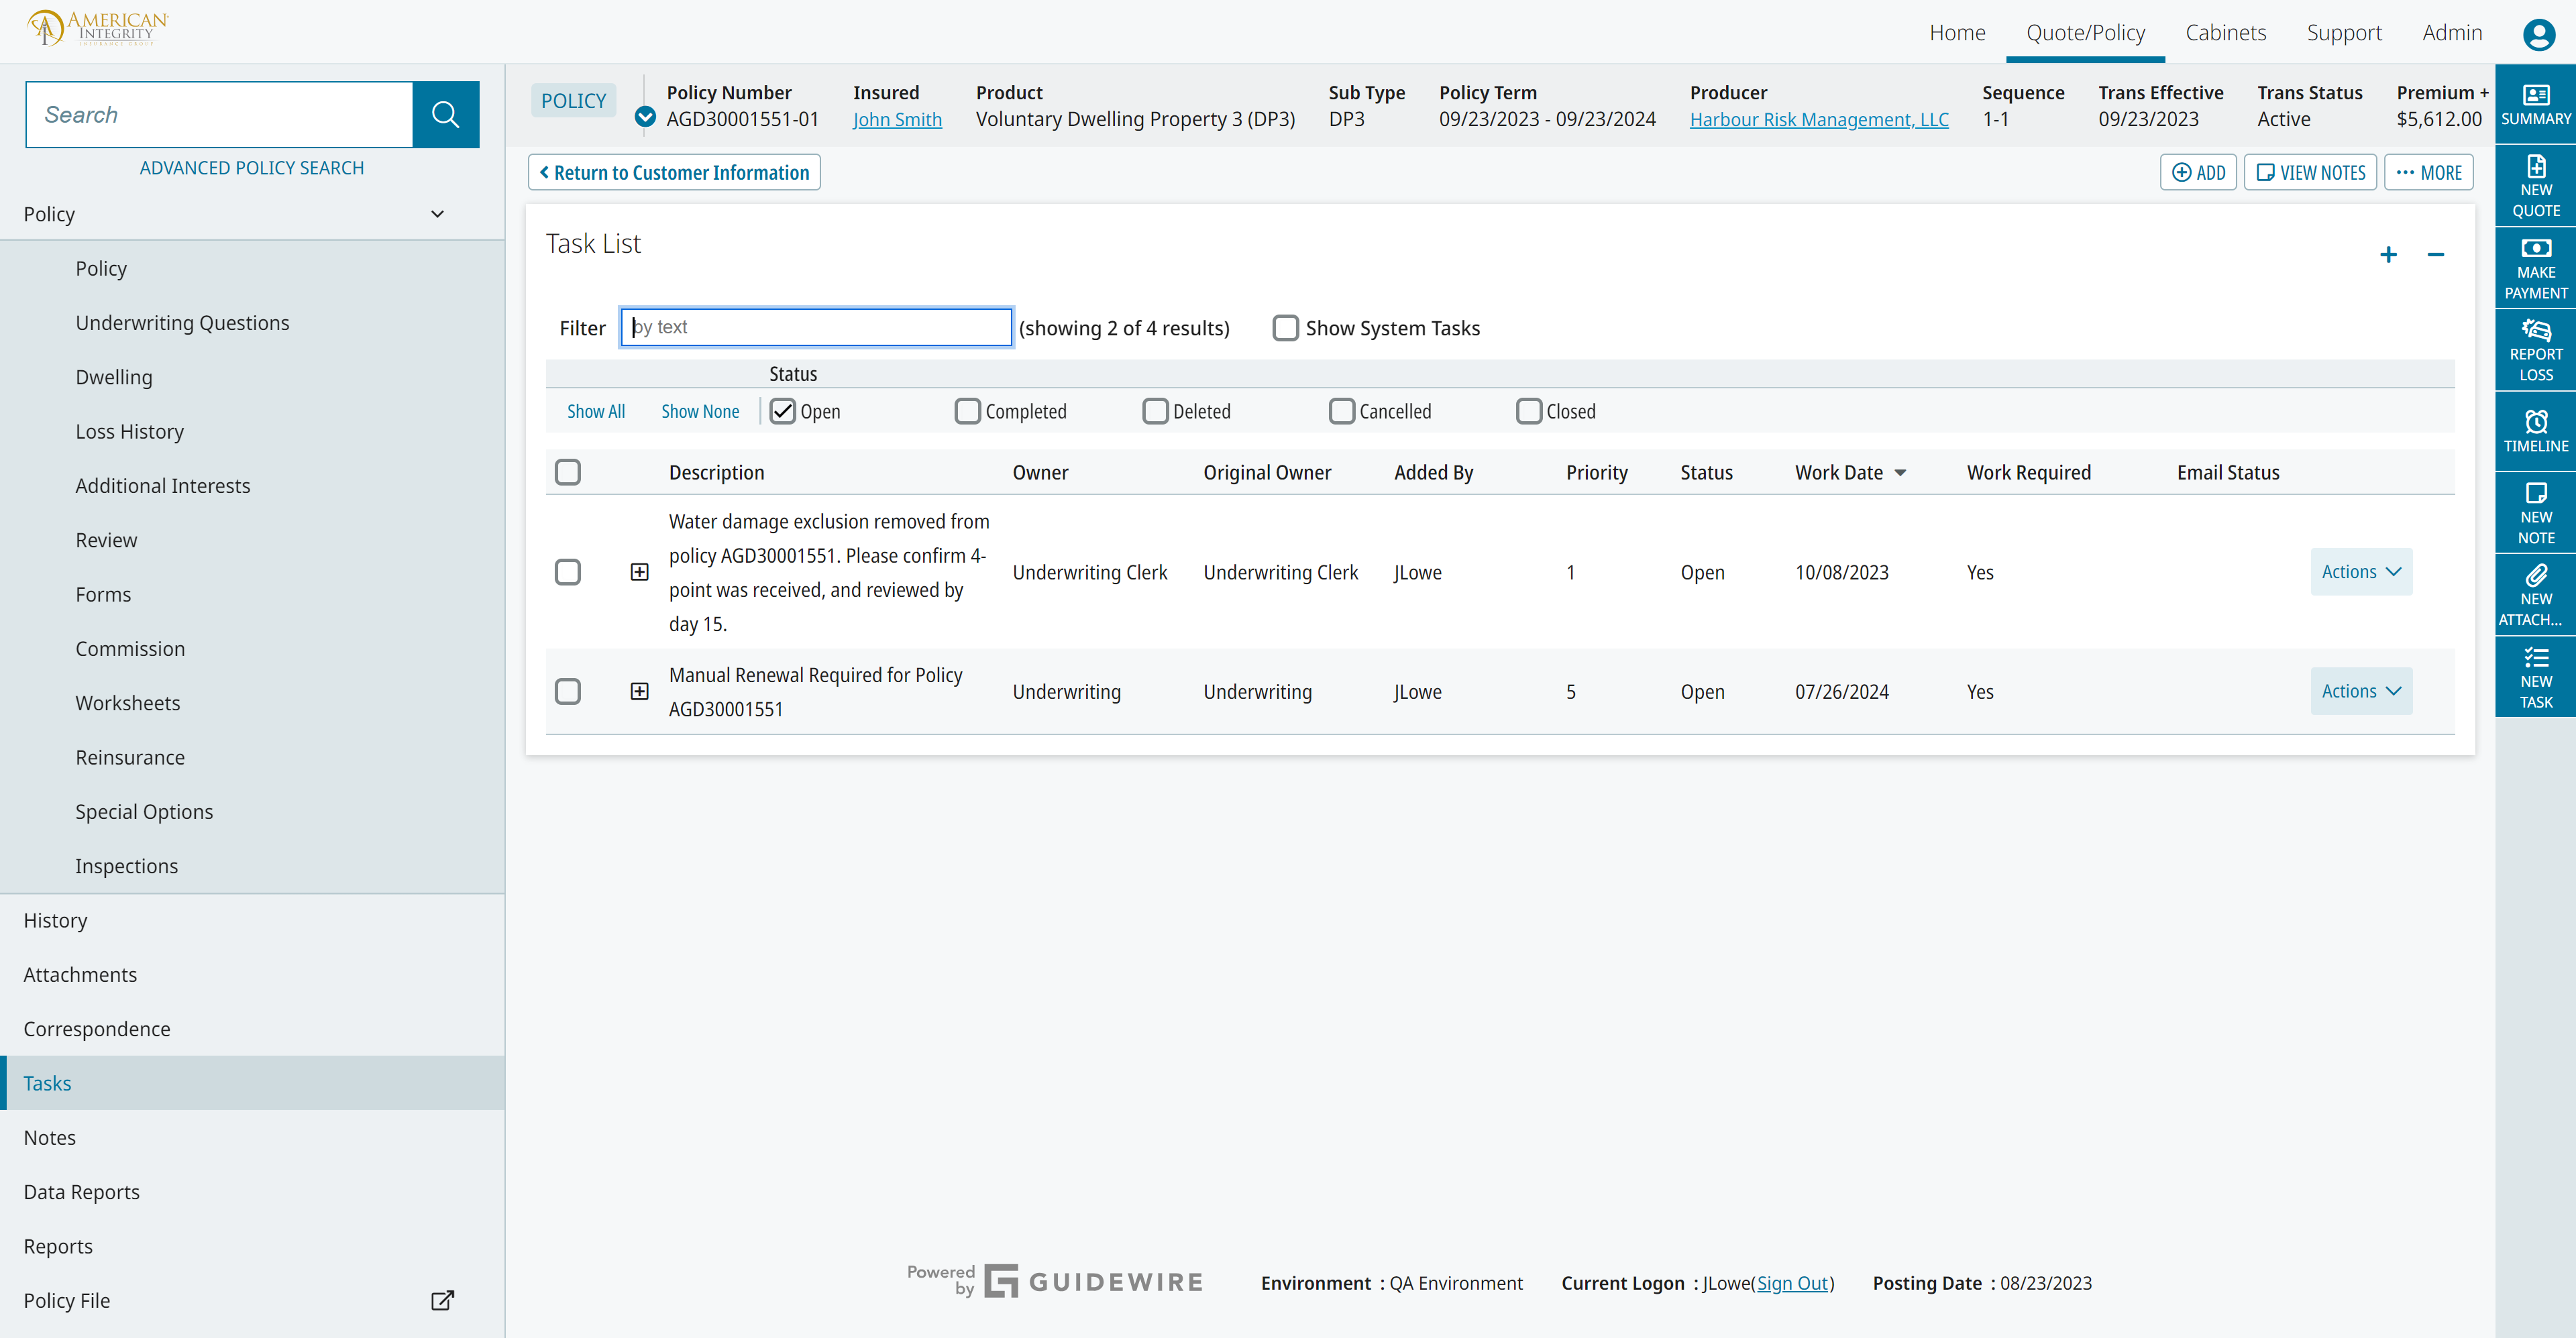 AMERICAN
INTEGRITY
INSURANCE GROUP
Home
Quote/Policy
Cabinets
Support
Admin
Search
ADVANCED POLICY SEARCH
Policy
Policy
Underwriting Questions
Dwelling
Loss History
Additional Interests
Review
Forms
Commission
Worksheets
Reinsurance
Special Options
Inspections
History
Attachments
Correspondence
Tasks
Notes
Data Reports
Reports
Policy File
POLICY
Policy Number Insured Product Sub Type Policy Term Producer Sequence Trans Effective Trans Status Premium +
AGD30001551-01 John Smith Voluntary Dwelling Property 3 (DP3) DP3 09/23/2023 - 09/23/2024 Harbour Risk Management, LLC 1-1 09/23/2023 Active $5,612.00
Return to Customer Information
ADD VIEW NOTES MORE
Task List
Filter by text (showing 2 of 4 results) Show System Tasks
Status
Show All Show None Open Completed Deleted Cancelled Closed
Description Owner Original Owner Added By Priority Status Work Date Work Required Email Status
Water damage exclusion removed from
policy AGD30001551. Please confirm 4-
point was received, and reviewed by
day 15.
Underwriting Clerk Underwriting Clerk JLowe 1 Open 10/08/2023 Yes Actions
Manual Renewal Required for Policy
AGD30001551
Underwriting Underwriting JLowe 5 Open 07/26/2024 Yes Actions
SUMMARY
NEW
QUOTE
MAKE
PAYMENT
REPORT
LOSS
TIMELINE
NEW
NOTE
NEW
ATTACH...
NEW
TASK
Powered
by
GUIDEWIRE
Environment : QA Environment Current Logon : JLowe(Sign Out) Posting Date : 08/23/2023